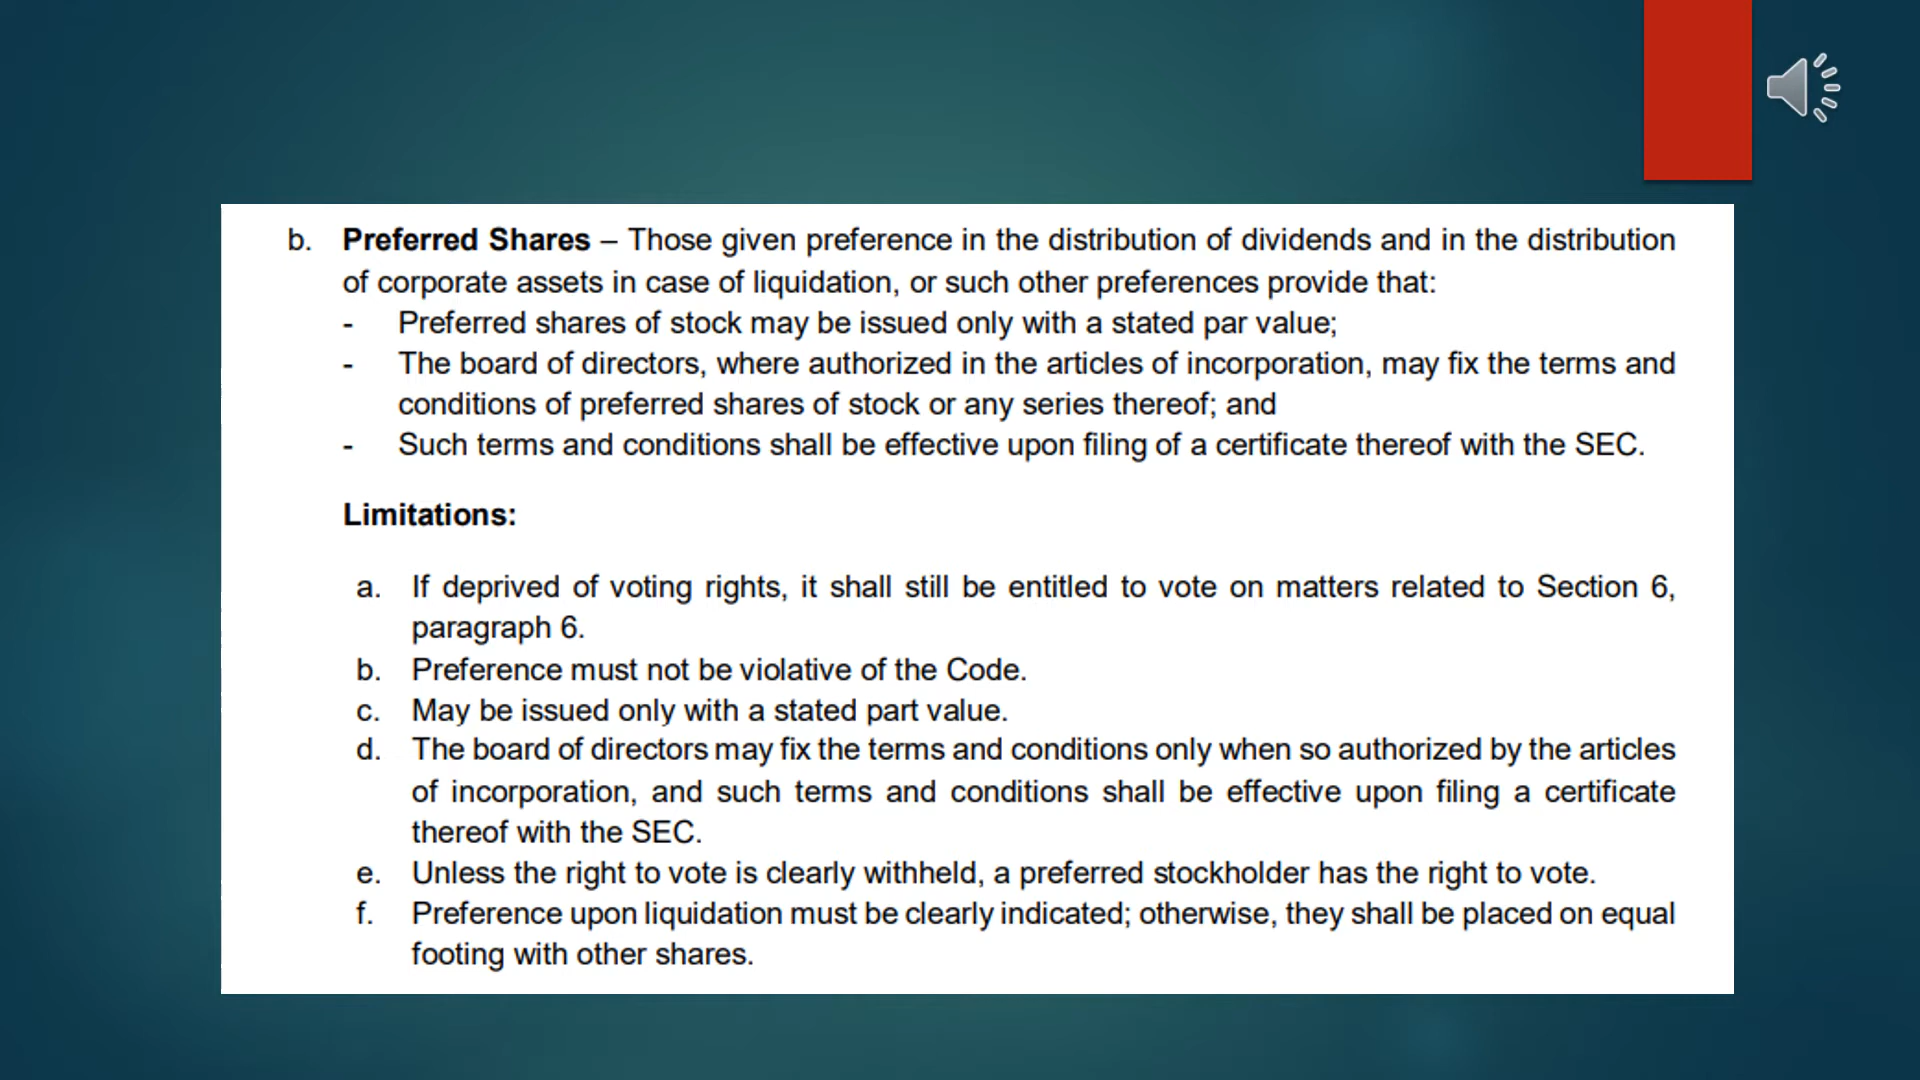 b. Preferred Shares – Those given preference in the distribution of dividends and in the distribution
of corporate assets in case of liquidation, or such other preferences provide that:
- Preferred shares of stock may be issued only with a stated par value;
- The board of directors, where authorized in the articles of incorporation, may fix the terms and
conditions of preferred shares of stock or any series thereof; and
- Such terms and conditions shall be effective upon filing of a certificate thereof with the SEC.
Limitations:
a. If deprived of voting rights, it shall still be entitled to vote on matters related to Section 6,
paragraph 6.
b. Preference must not be violative of the Code.
c. May be issued only with a stated part value.
d. The board of directors may fix the terms and conditions only when so authorized by the articles
of incorporation, and such terms and conditions shall be effective upon filing a certificate
thereof with the SEC.
e. Unless the right to vote is clearly withheld, a preferred stockholder has the right to vote.
f. Preference upon liquidation must be clearly indicated; otherwise, they shall be placed on equal
footing with other shares.